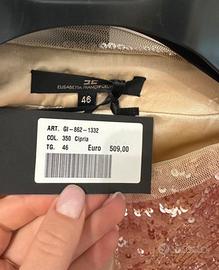 ELISABETTA FRANCHI
46
ART. GI-862-1332
COL. 350 Cipria
TG. 46 Euro 509,00